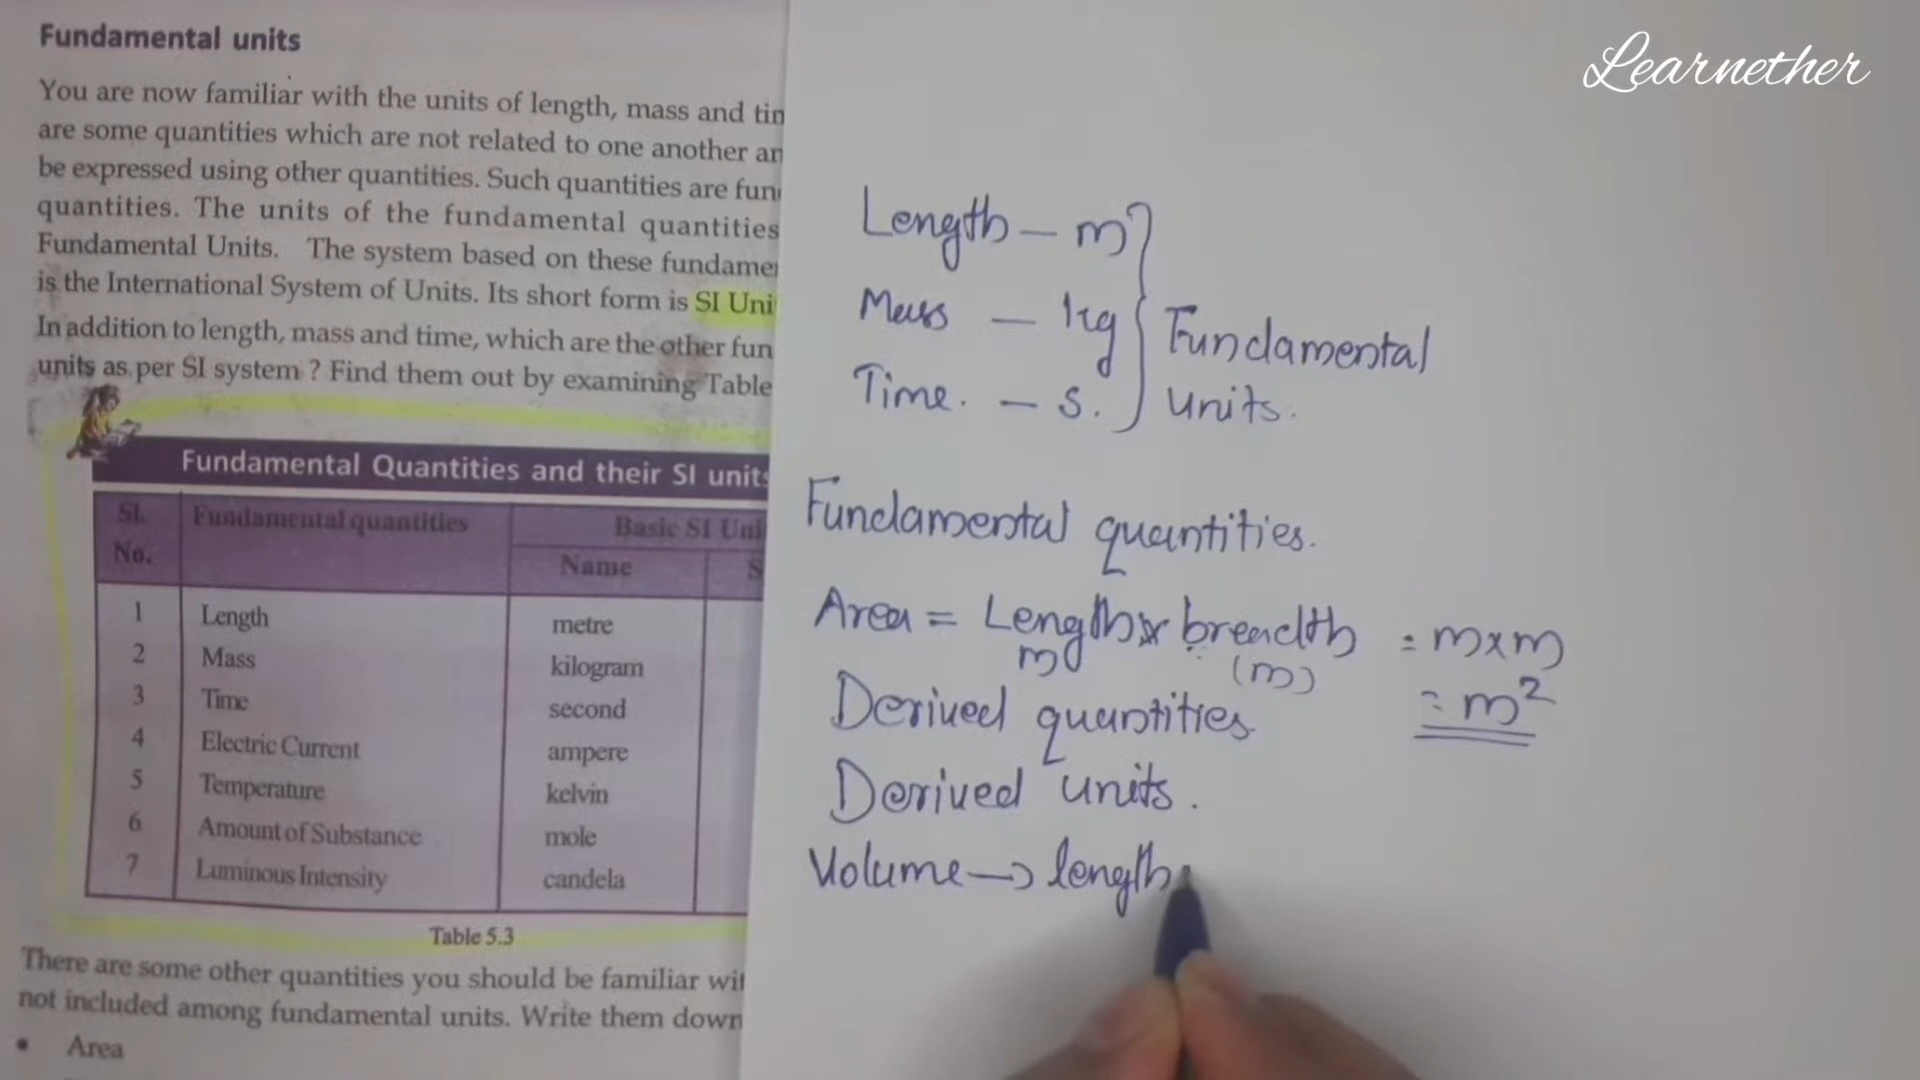 Fundamental units
You are now familiar with the units of length, mass and
are some quantities which are not related to one another
be expressed using other quantities. Such quantities are
quantities. The units of the fundamental quantities
Fundamental Units. The system based on these
is the International System of Units. Its short form is SI
In addition to length, mass and time, which are the other
units as per SI system ? Find them out by examining Table
Fundamental Quantities and their SI units
Sl. No. Fundamental quantities Basic SI
Name
1 Length metre
2 Mass kilogram
3 Time second
4 Electric Current ampere
5 Temperature kelvin
6 Amount of Substance mole
7 Luminous Intensity candela
Table 5.3
There are some other quantities you should be familiar
not included among fundamental units. Write them down
• Area
Learnether
Length – m
Mass – kg
Time. – s.
Fundamental
units.
Fundamental quantities.
Area = Length x breadth = m x m
m (m)
= m²
Derived quantities.
Derived units.
Volume → length